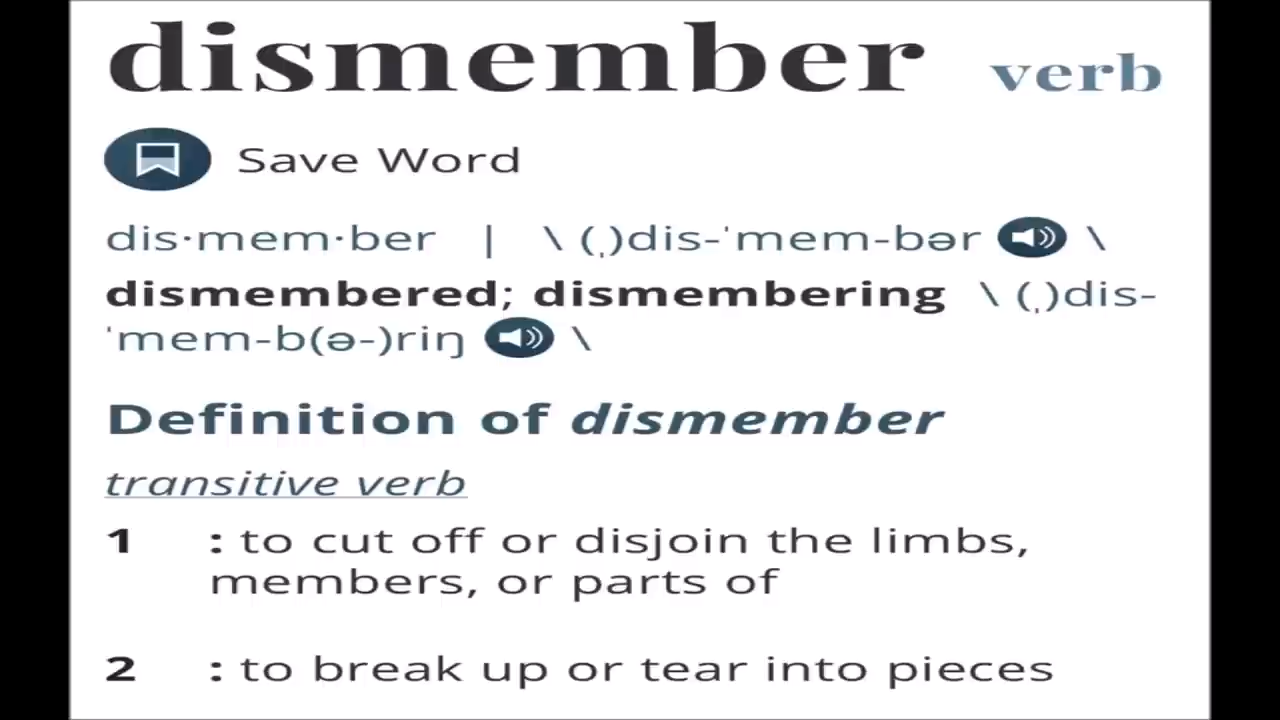 dismember verb
Save Word
dis·mem·ber | \ (ˌ)dis-ˈmem-bər \
dismembered; dismembering \ (ˌ)dis-
ˈmem-b(ə-)riŋ \
Definition of dismember
transitive verb
1 : to cut off or disjoin the limbs,
members, or parts of
2 : to break up or tear into pieces